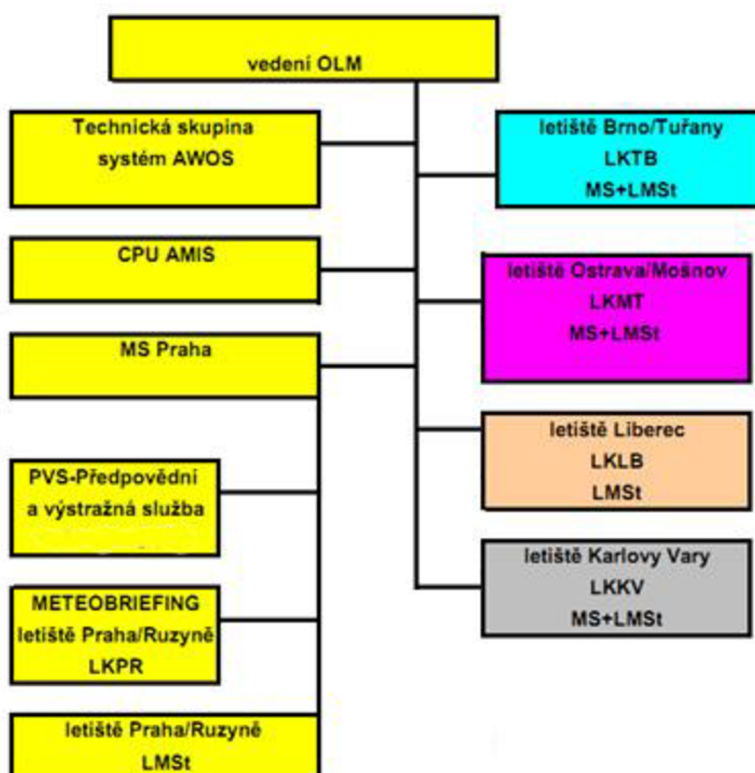 vedení OLM
Technická skupina
systém AWOS
CPU AMIS
MS Praha
PVS-Předpovědní
a výstražná služba
METEOBRIEFING
letiště Praha/Ruzyně
LKPR
letiště Praha/Ruzyně
LMSt
letiště Brno/Tuřany
LKTB
MS+LMSt
letiště Ostrava/Mošnov
LKMT
MS+LMSt
letiště Liberec
LKLB
LMSt
letiště Karlovy Vary
LKKV
MS+LMSt